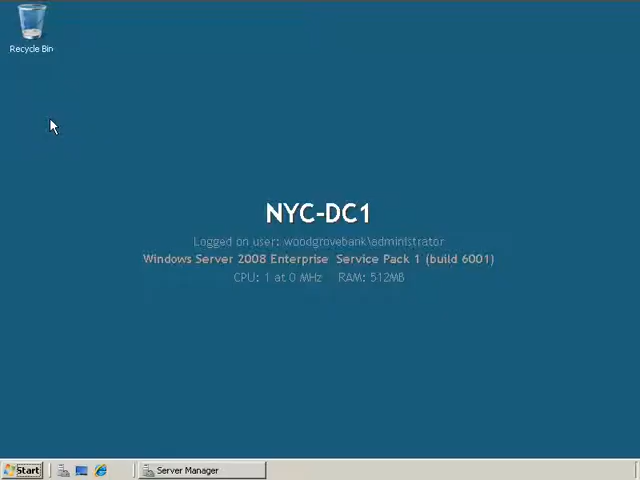 Recycle Bin
NYC-DC1
Logged on user: woodgrovebank\administrator
Windows Server 2008 Enterprise Service Pack 1 (build 6001)
CPU: 1 at 0 MHz RAM: 512MB
Start
Server Manager